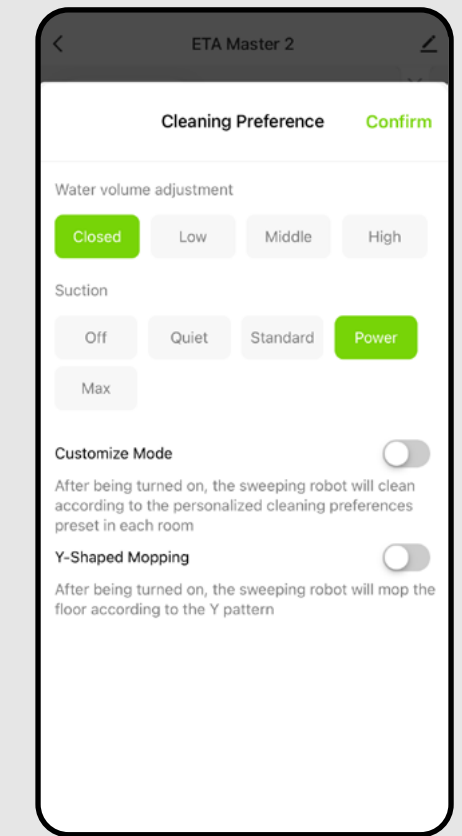 ETA Master 2
Cleaning Preference Confirm
Water volume adjustment
Closed Low Middle High
Suction
Off Quiet Standard Power
Max
Customize Mode
After being turned on, the sweeping robot will clean
according to the personalized cleaning preferences
preset in each room
Y-Shaped Mopping
After being turned on, the sweeping robot will mop the
floor according to the Y pattern